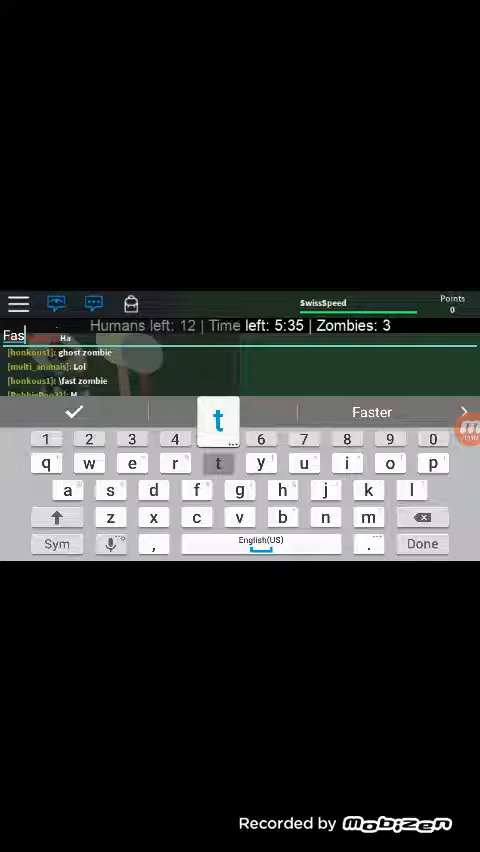 SwissSpeed
Points
0
Humans left: 12 | Time left: 5:35 | Zombies: 3
Fas
Ha
[honkous1]: ghost zombie
[multi_animals]: Lol
[honkous1]: \fast zombie
t
Faster
1 2 3 4 6 7 8 9 0
q w e r t y u i o p
a s d f g h j k l
z x c v b n m
Sym , English(US) . Done
Recorded by Mobizen